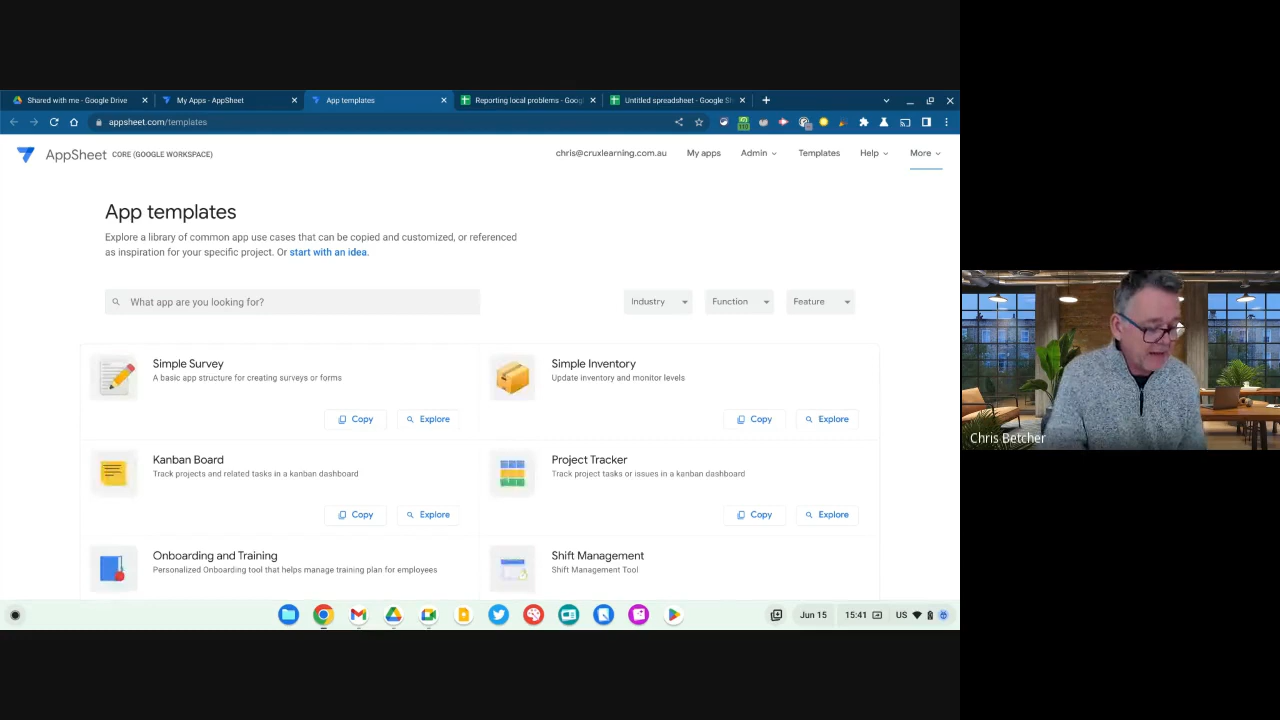 Shared with me - Google Drive
My Apps - AppSheet
App templates
Reporting local problems - Goog
Untitled spreadsheet - Google Sh
appsheet.com/templates
AppSheet CORE (GOOGLE WORKSPACE)
chris@cruxlearning.com.au
My apps
Admin
Templates
Help
More
App templates
Explore a library of common app use cases that can be copied and customized, or referenced
as inspiration for your specific project. Or start with an idea.
What app are you looking for?
Industry
Function
Feature
Simple Survey
A basic app structure for creating surveys or forms
Copy
Explore
Simple Inventory
Update inventory and monitor levels
Copy
Explore
Kanban Board
Track projects and related tasks in a kanban dashboard
Copy
Explore
Project Tracker
Track project tasks or issues in a kanban dashboard
Copy
Explore
Onboarding and Training
Personalized Onboarding tool that helps manage training plan for employees
Shift Management
Shift Management Tool
Chris Betcher
Jun 15
15:41
US